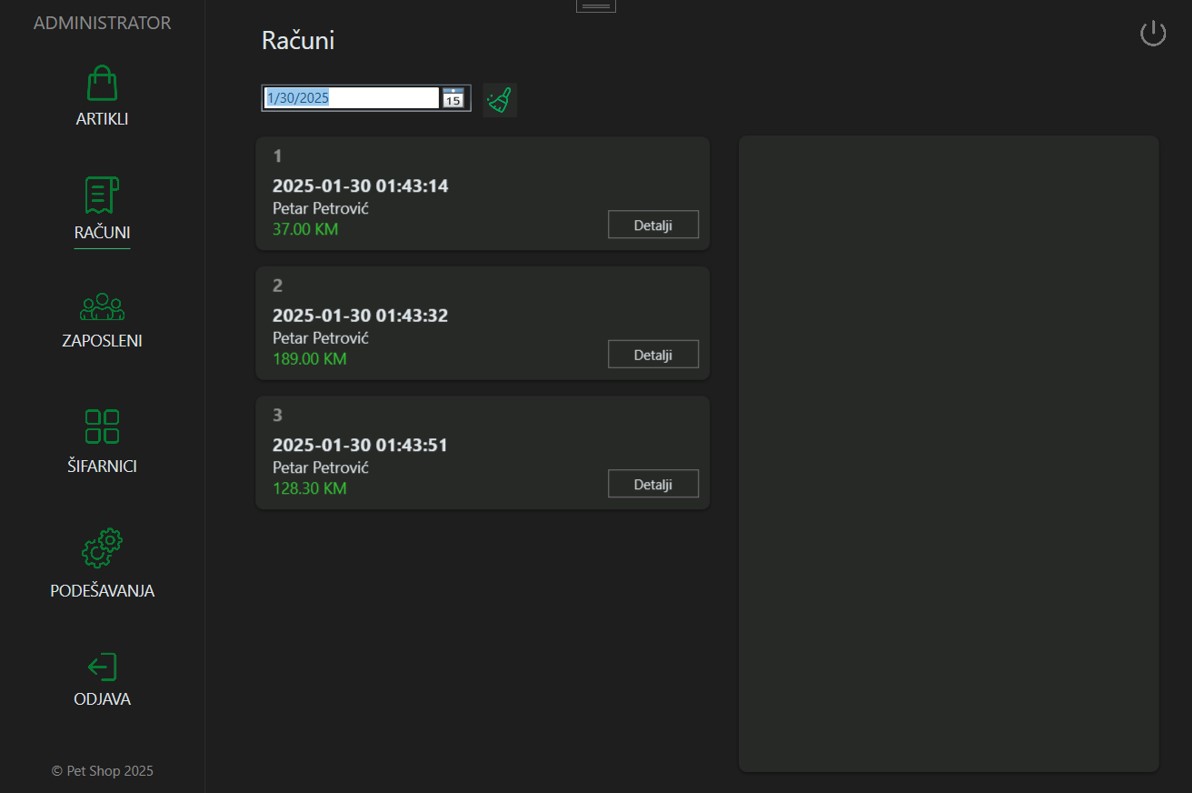 ADMINISTRATOR
ARTIKLI
RAČUNI
ZAPOSLENI
ŠIFARNICI
PODEŠAVANJA
ODJAVA
© Pet Shop 2025
Računi
1/30/2025
15
1
2025-01-30 01:43:14
Petar Petrović
37.00 KM
Detalji
2
2025-01-30 01:43:32
Petar Petrović
189.00 KM
Detalji
3
2025-01-30 01:43:51
Petar Petrović
128.30 KM
Detalji